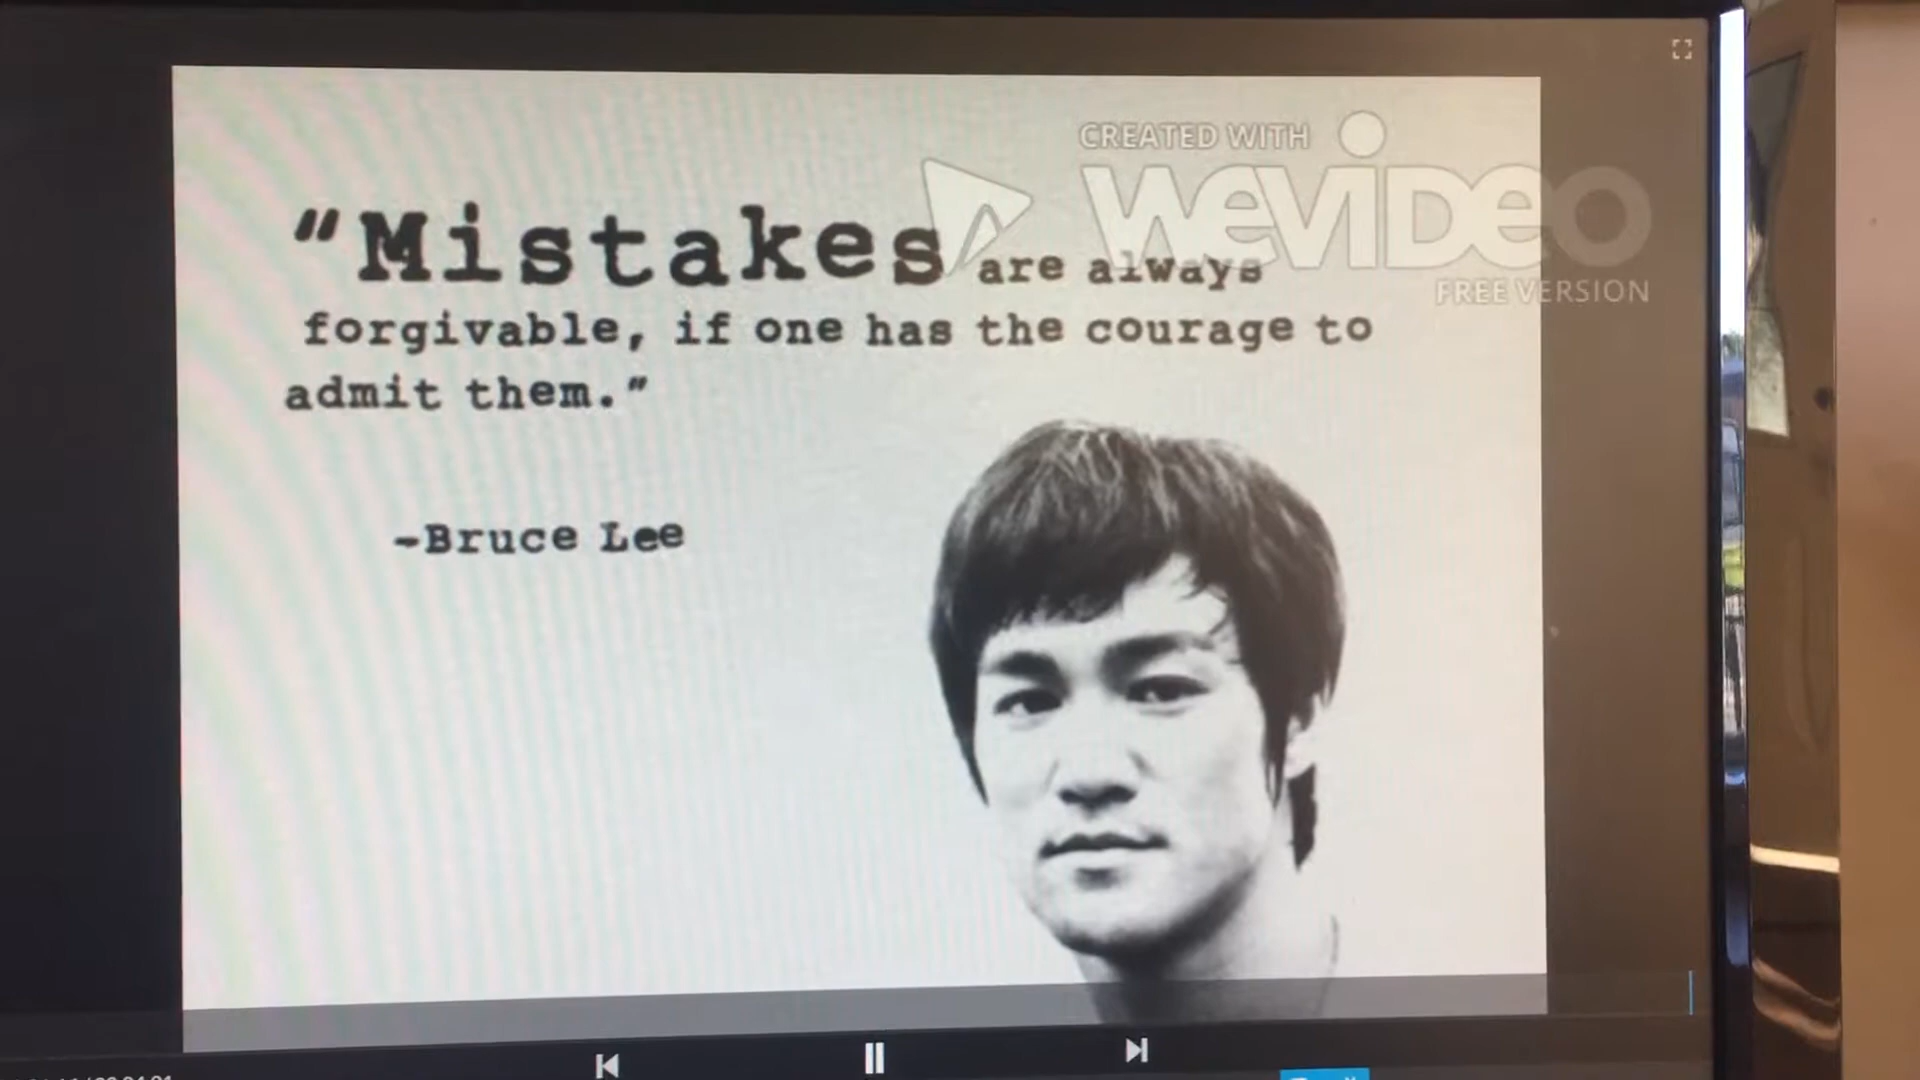 CREATED WITH
WEVIDEO
FREE VERSION
“Mistakes are always
forgivable, if one has the courage to
admit them.”
-Bruce Lee